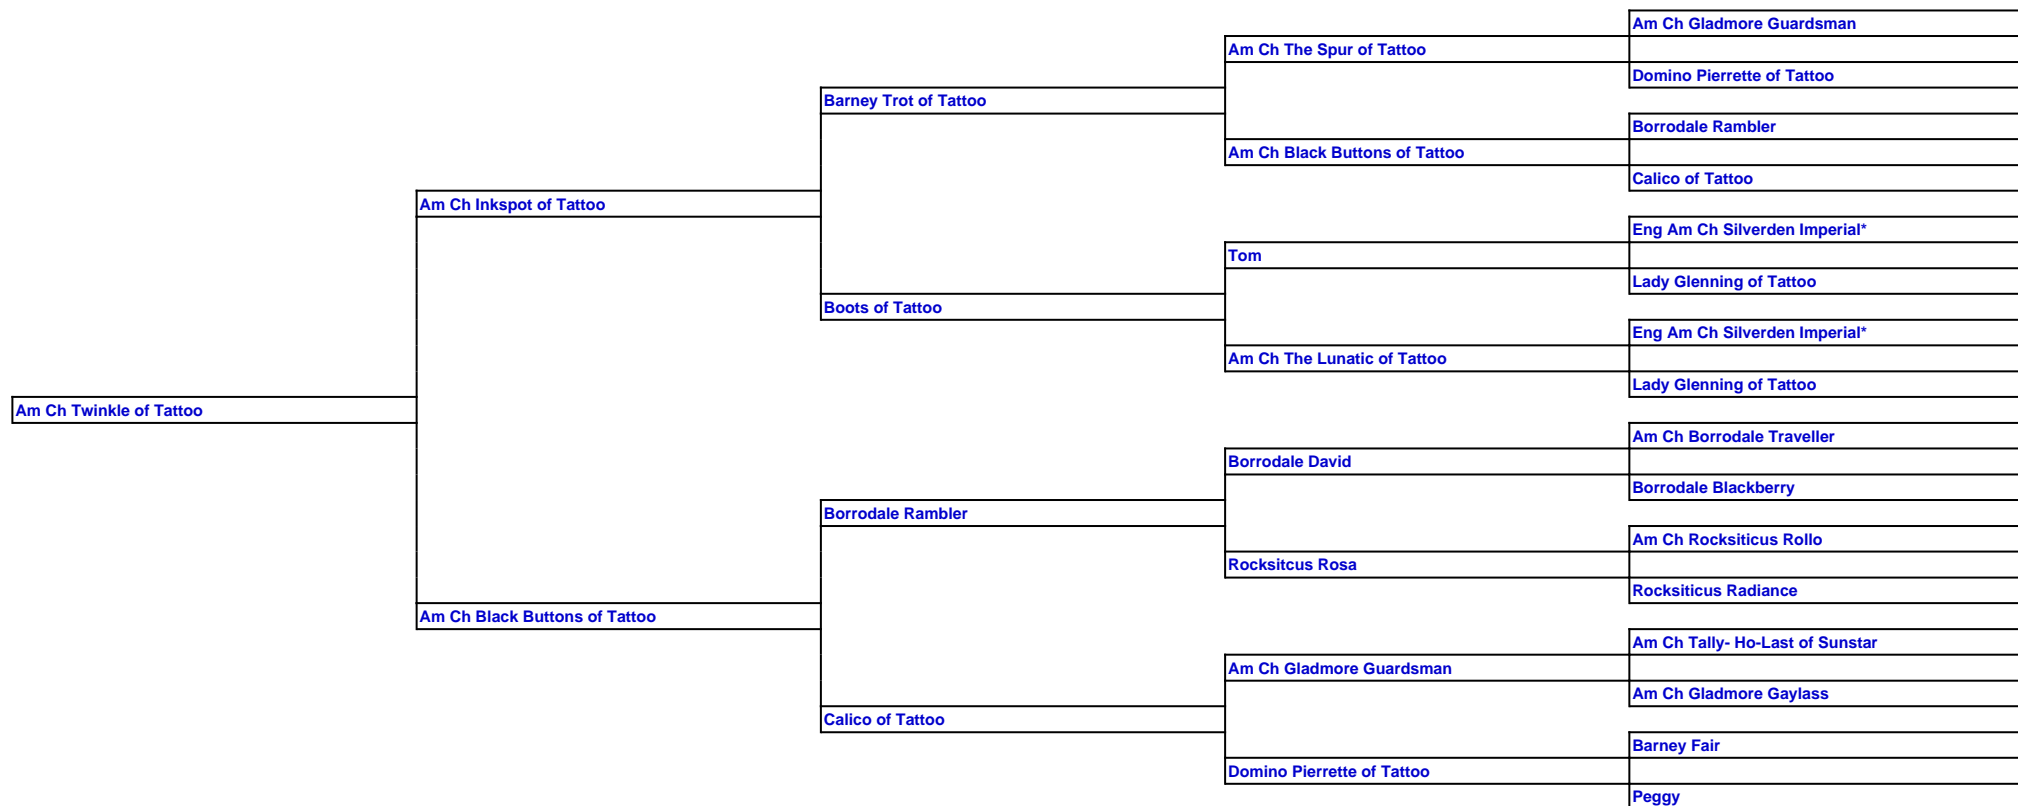 Am Ch Gladmore Guardsman
Am Ch The Spur of Tattoo
Domino Pierrette of Tattoo
Barney Trot of Tattoo
Borrodale Rambler
Am Ch Black Buttons of Tattoo
Calico of Tattoo
Am Ch Inkspot of Tattoo
Eng Am Ch Silverden Imperial*
Tom
Lady Glenning of Tattoo
Boots of Tattoo
Eng Am Ch Silverden Imperial*
Am Ch The Lunatic of Tattoo
Lady Glenning of Tattoo
Am Ch Twinkle of Tattoo
Am Ch Borrodale Traveller
Borrodale David
Borrodale Blackberry
Borrodale Rambler
Am Ch Rocksiticus Rollo
Rocksitcus Rosa
Rocksiticus Radiance
Am Ch Black Buttons of Tattoo
Am Ch Tally- Ho-Last of Sunstar
Am Ch Gladmore Guardsman
Am Ch Gladmore Gaylass
Calico of Tattoo
Barney Fair
Domino Pierrette of Tattoo
Peggy